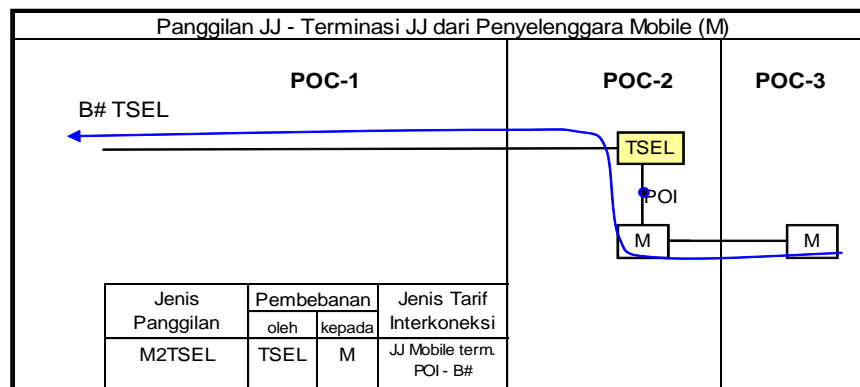 Panggilan JJ - Terminasi JJ dari Penyelenggara Mobile (M)
POC-1 POC-2 POC-3
B# TSEL
TSEL
POI
M M
Jenis Panggilan Pembebanan Jenis Tarif Interkoneksi
oleh kepada
M2TSEL TSEL M JJ Mobile term.
POI - B#